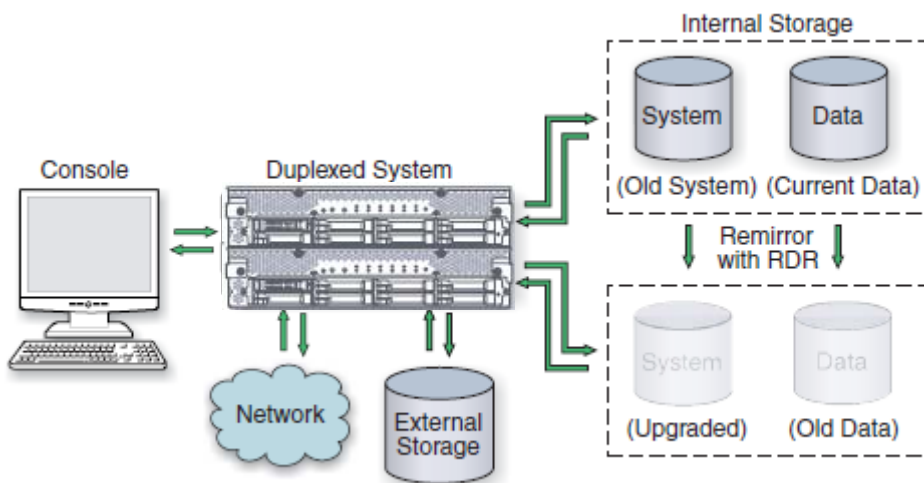 Internal Storage
System
Data
(Old System)
(Current Data)
Console
Duplexed System
Remirror
with RDR
System
Data
(Upgraded)
(Old Data)
Network
External
Storage